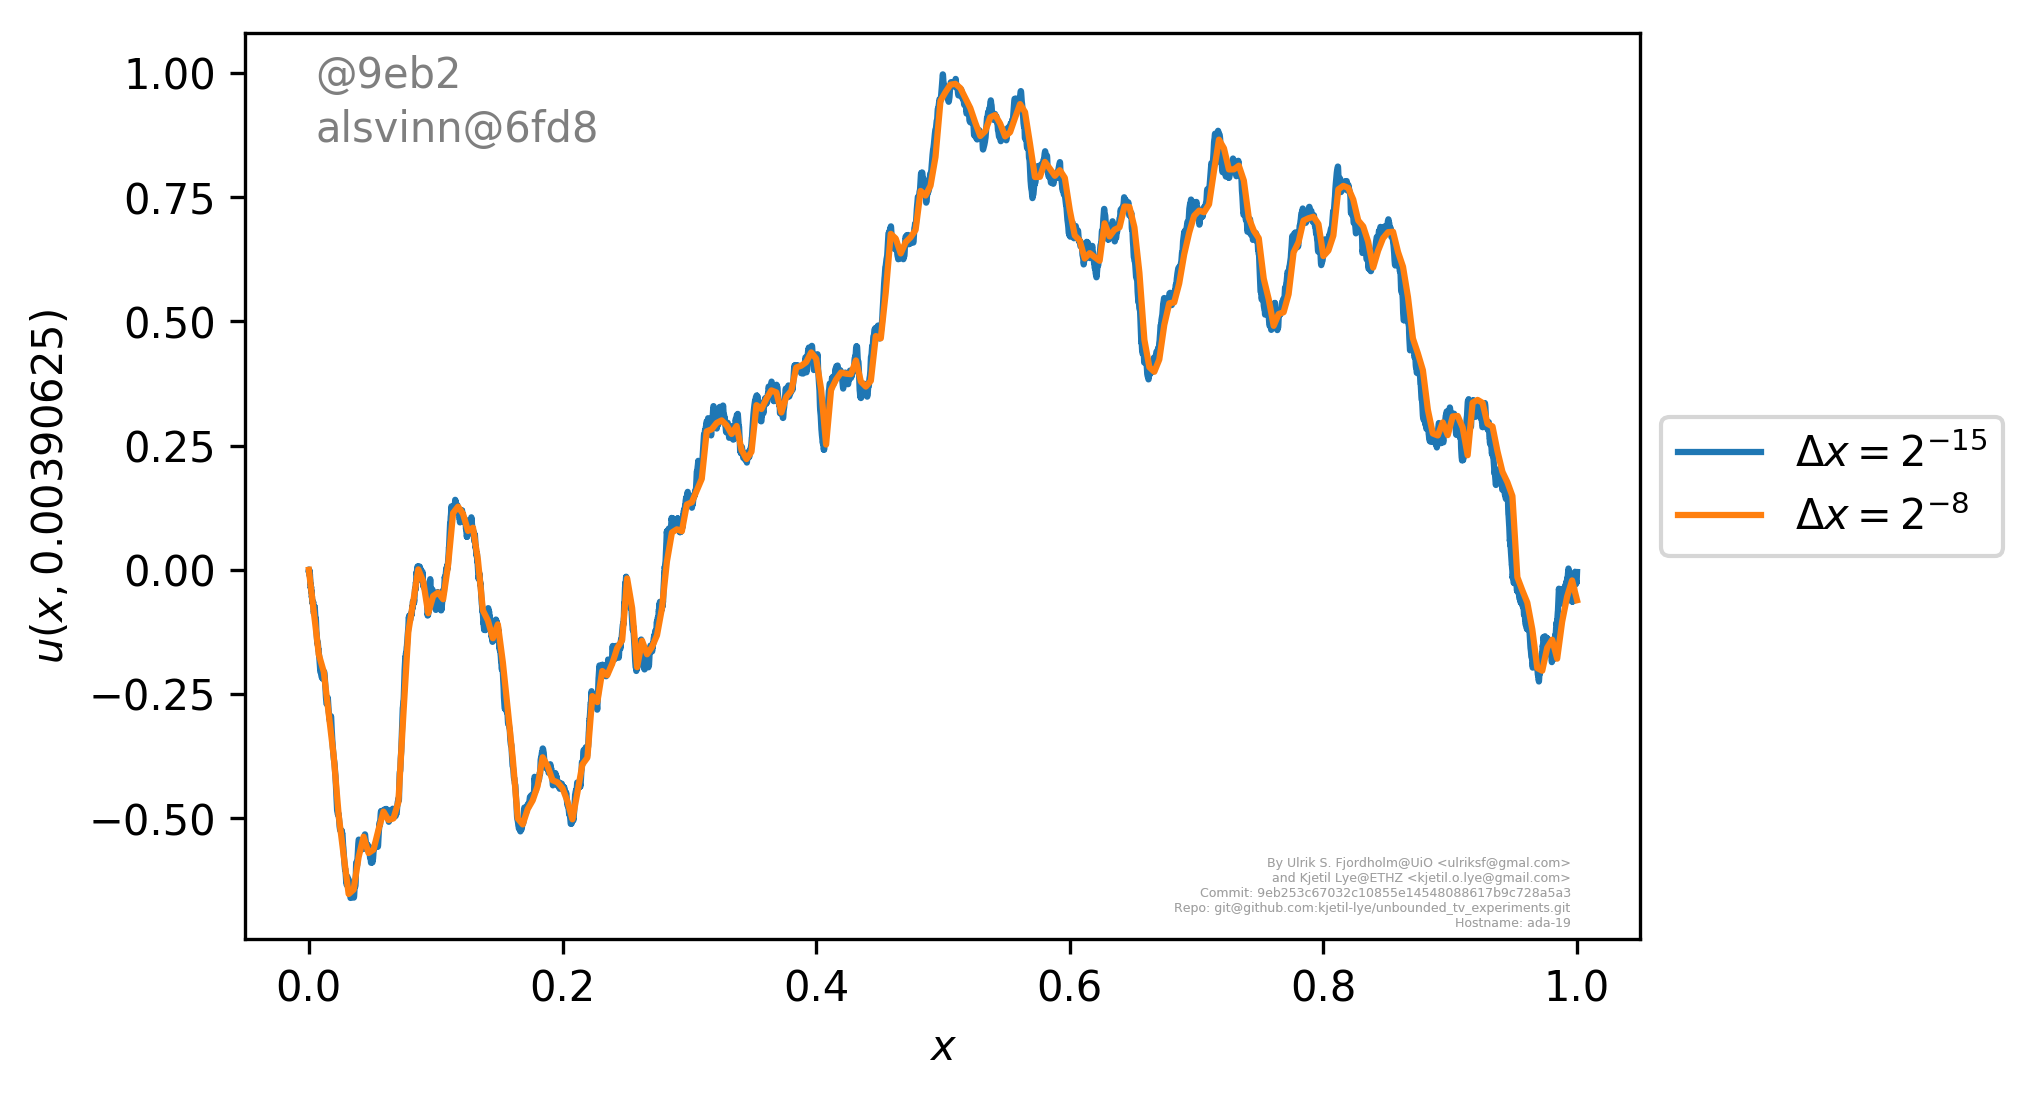 @9eb2
alsvinn@6fd8
1.00
0.75
0.50
0.25
0.00
−0.25
−0.50
u(x, 0.00390625)
0.0
0.2
0.4
0.6
0.8
1.0
x
Δx = 2⁻¹⁵
Δx = 2⁻⁸
By Ulrik S. Fjordholm@UiO <ulriksf@gmal.com>
and Kjetil Lye@ETHZ <kjetil.o.lye@gmail.com>
Commit: 9eb253c67032c10855e14548088617b9c728a5a3
Repo: git@github.com:kjetil-lye/unbounded_tv_experiments.git
Hostname: ada-19